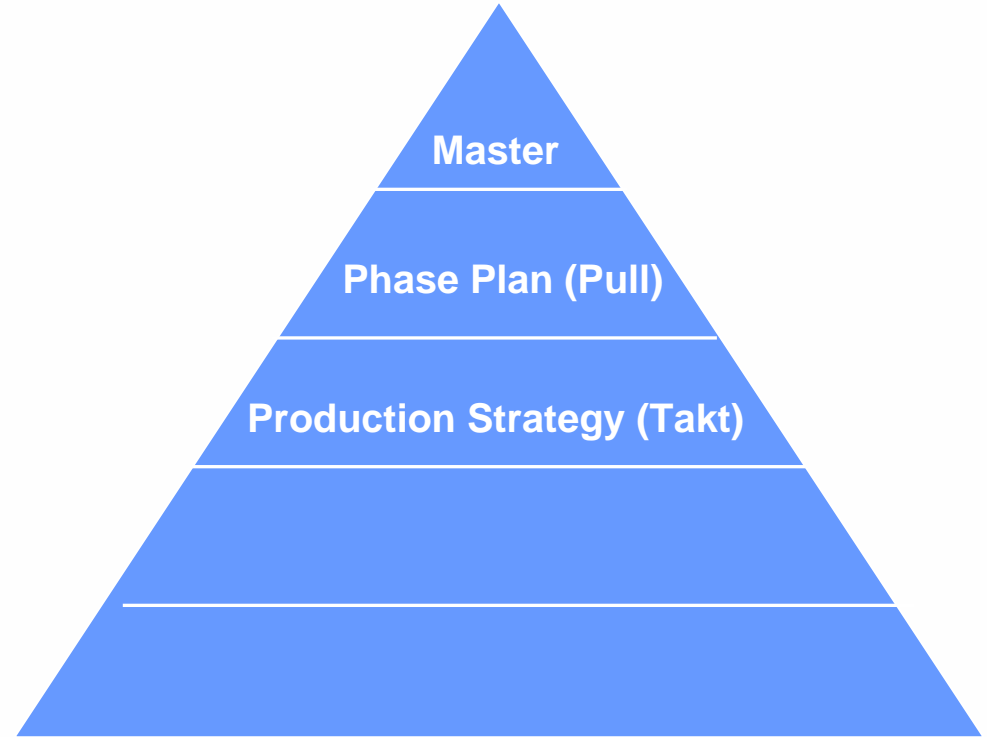 Master
Phase Plan (Pull)
Production Strategy (Takt)